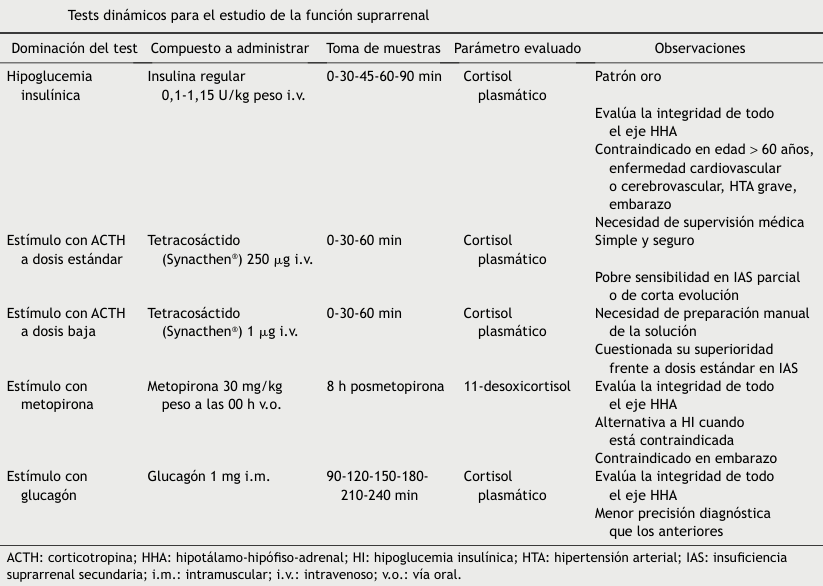 Tests dinámicos para el estudio de la función suprarrenal
Dominación del test Compuesto a administrar Toma de muestras Parámetro evaluado Observaciones
Hipoglucemia Insulina regular 0-30-45-60-90 min Cortisol Patrón oro
insulínica 0,1-1,15 U/kg peso i.v. plasmático
Evalúa la integridad de todo
el eje HHA
Contraindicado en edad > 60 años,
enfermedad cardiovascular
o cerebrovascular, HTA grave,
embarazo
Necesidad de supervisión médica
Estímulo con ACTH Tetracosáctido 0-30-60 min Cortisol Simple y seguro
a dosis estándar (Synacthen®) 250 µg i.v. plasmático
Pobre sensibilidad en IAS parcial
o de corta evolución
Estímulo con ACTH Tetracosáctido 0-30-60 min Cortisol Necesidad de preparación manual
a dosis baja (Synacthen®) 1 µg i.v. plasmático de la solución
Cuestionada su superioridad
frente a dosis estándar en IAS
Estímulo con Metopirona 30 mg/kg 8 h posmetopirona 11-desoxicortisol Evalúa la integridad de todo
metopirona peso a las 00 h v.o. el eje HHA
Alternativa a HI cuando
está contraindicada
Contraindicado en embarazo
Estímulo con Glucagón 1 mg i.m. 90-120-150-180- Cortisol Evalúa la integridad de todo
glucagón 210-240 min plasmático el eje HHA
Menor precisión diagnóstica
que los anteriores
ACTH: corticotropina; HHA: hipotálamo-hipófiso-adrenal; HI: hipoglucemia insulínica; HTA: hipertensión arterial; IAS: insuficiencia
suprarrenal secundaria; i.m.: intramuscular; i.v.: intravenoso; v.o.: vía oral.